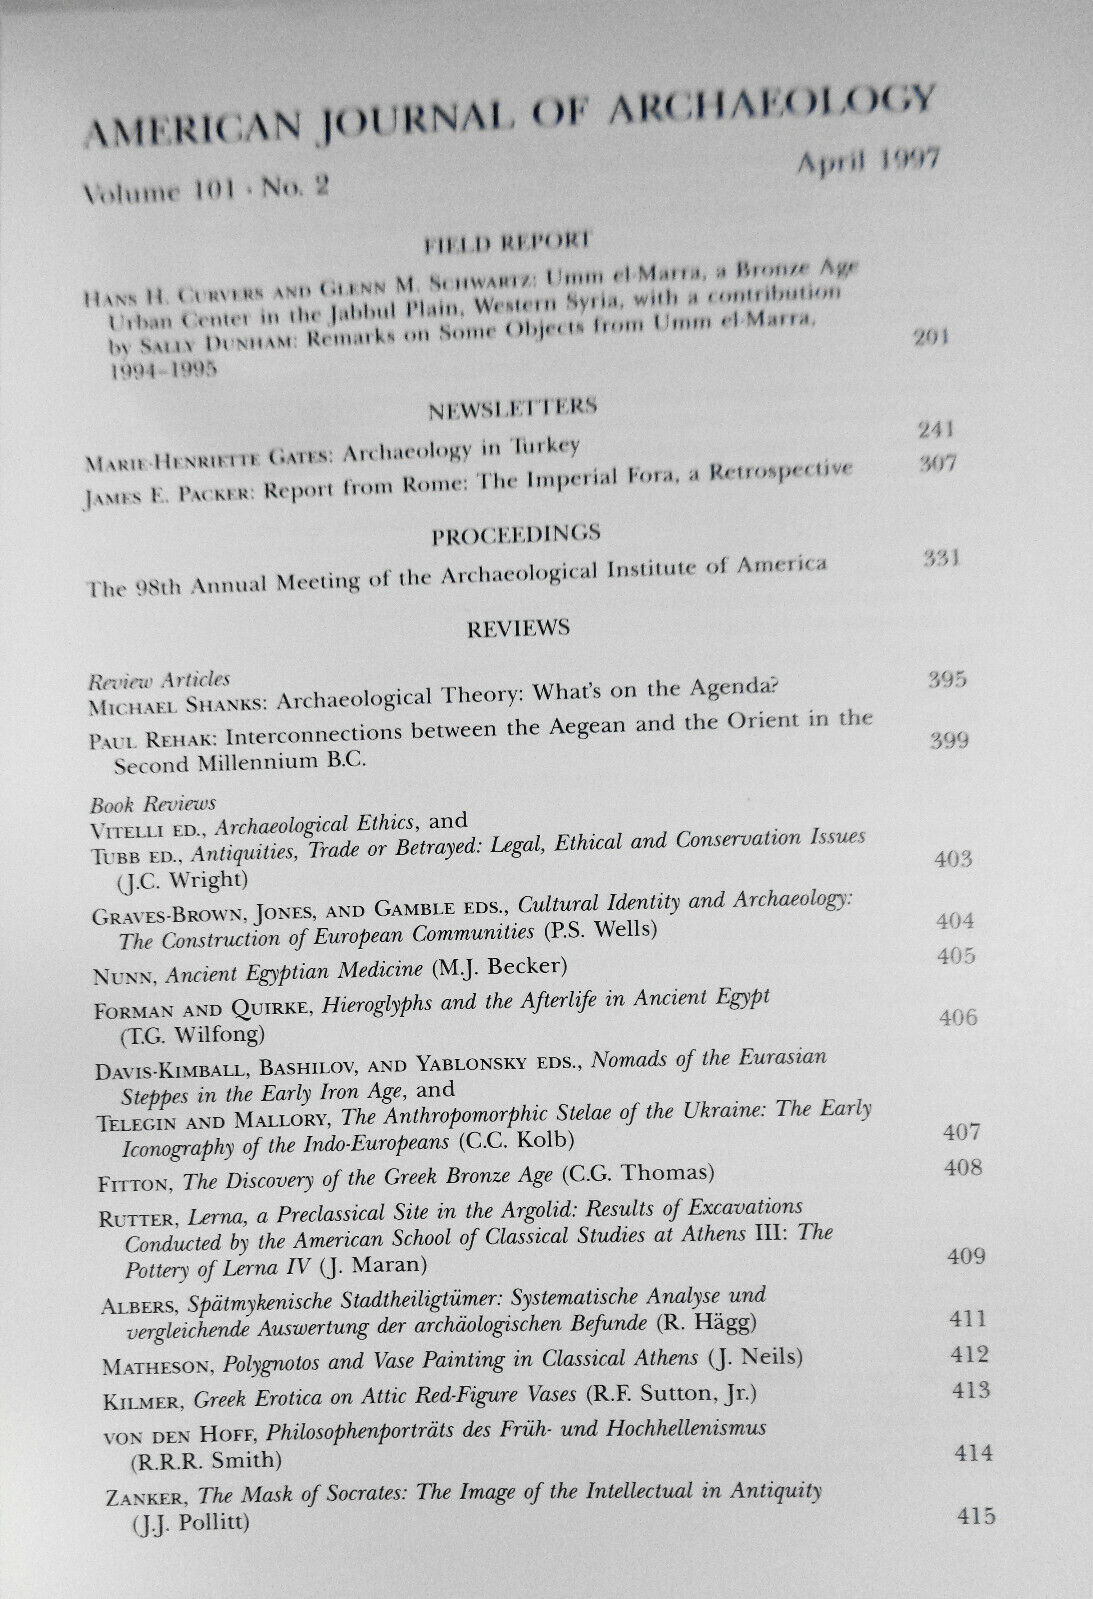 AMERICAN JOURNAL OF ARCHAEOLOGY
Volume 101 · No. 2 April 1997
FIELD REPORT
HANS H. CURVERS AND GLENN M. SCHWARTZ: Umm el-Marra, a Bronze Age
Urban Center in the Jabbul Plain, Western Syria, with a contribution
by SALLY DUNHAM: Remarks on Some Objects from Umm el-Marra,
1994–1995 201
NEWSLETTERS
MARIE-HENRIETTE GATES: Archaeology in Turkey 241
JAMES E. PACKER: Report from Rome: The Imperial Fora, a Retrospective 307
PROCEEDINGS
The 98th Annual Meeting of the Archaeological Institute of America 331
REVIEWS
Review Articles
MICHAEL SHANKS: Archaeological Theory: What's on the Agenda? 395
PAUL REHAK: Interconnections between the Aegean and the Orient in the
Second Millennium B.C. 399
Book Reviews
VITELLI ED., Archaeological Ethics, and
TUBB ED., Antiquities, Trade or Betrayed: Legal, Ethical and Conservation Issues
(J.C. Wright) 403
GRAVES-BROWN, JONES, AND GAMBLE EDS., Cultural Identity and Archaeology:
The Construction of European Communities (P.S. Wells) 404
NUNN, Ancient Egyptian Medicine (M.J. Becker) 405
FORMAN AND QUIRKE, Hieroglyphs and the Afterlife in Ancient Egypt
(T.G. Wilfong) 406
DAVIS-KIMBALL, BASHILOV, AND YABLONSKY EDS., Nomads of the Eurasian
Steppes in the Early Iron Age, and
TELEGIN AND MALLORY, The Anthropomorphic Stelae of the Ukraine: The Early
Iconography of the Indo-Europeans (C.C. Kolb) 407
FITTON, The Discovery of the Greek Bronze Age (C.G. Thomas) 408
RUTTER, Lerna, a Preclassical Site in the Argolid: Results of Excavations
Conducted by the American School of Classical Studies at Athens III: The
Pottery of Lerna IV (J. Maran) 409
ALBERS, Spätmykenische Stadtheiligtümer: Systematische Analyse und
vergleichende Auswertung der archäologischen Befunde (R. Hägg) 411
MATHESON, Polygnotos and Vase Painting in Classical Athens (J. Neils) 412
KILMER, Greek Erotica on Attic Red-Figure Vases (R.F. Sutton, Jr.) 413
VON DEN HOFF, Philosophenporträts des Früh- und Hochhellenismus
(R.R.R. Smith) 414
ZANKER, The Mask of Socrates: The Image of the Intellectual in Antiquity
(J.J. Pollitt) 415